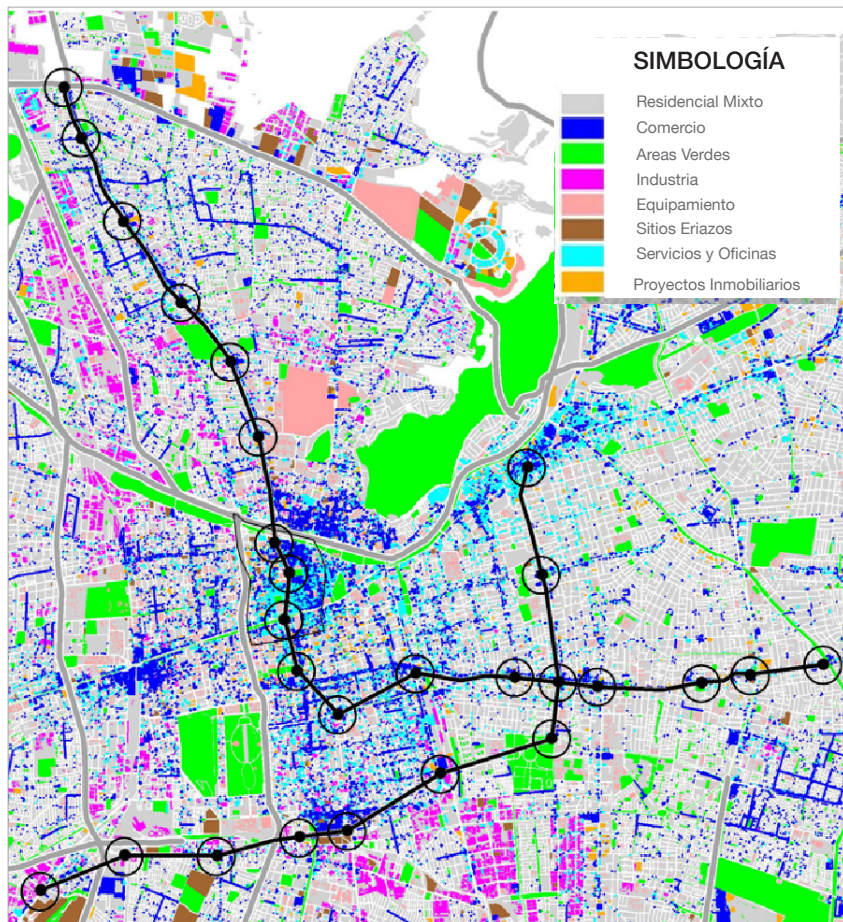 SIMBOLOGÍA
Residencial Mixto
Comercio
Areas Verdes
Industria
Equipamiento
Sitios Eriazos
Servicios y Oficinas
Proyectos Inmobiliarios